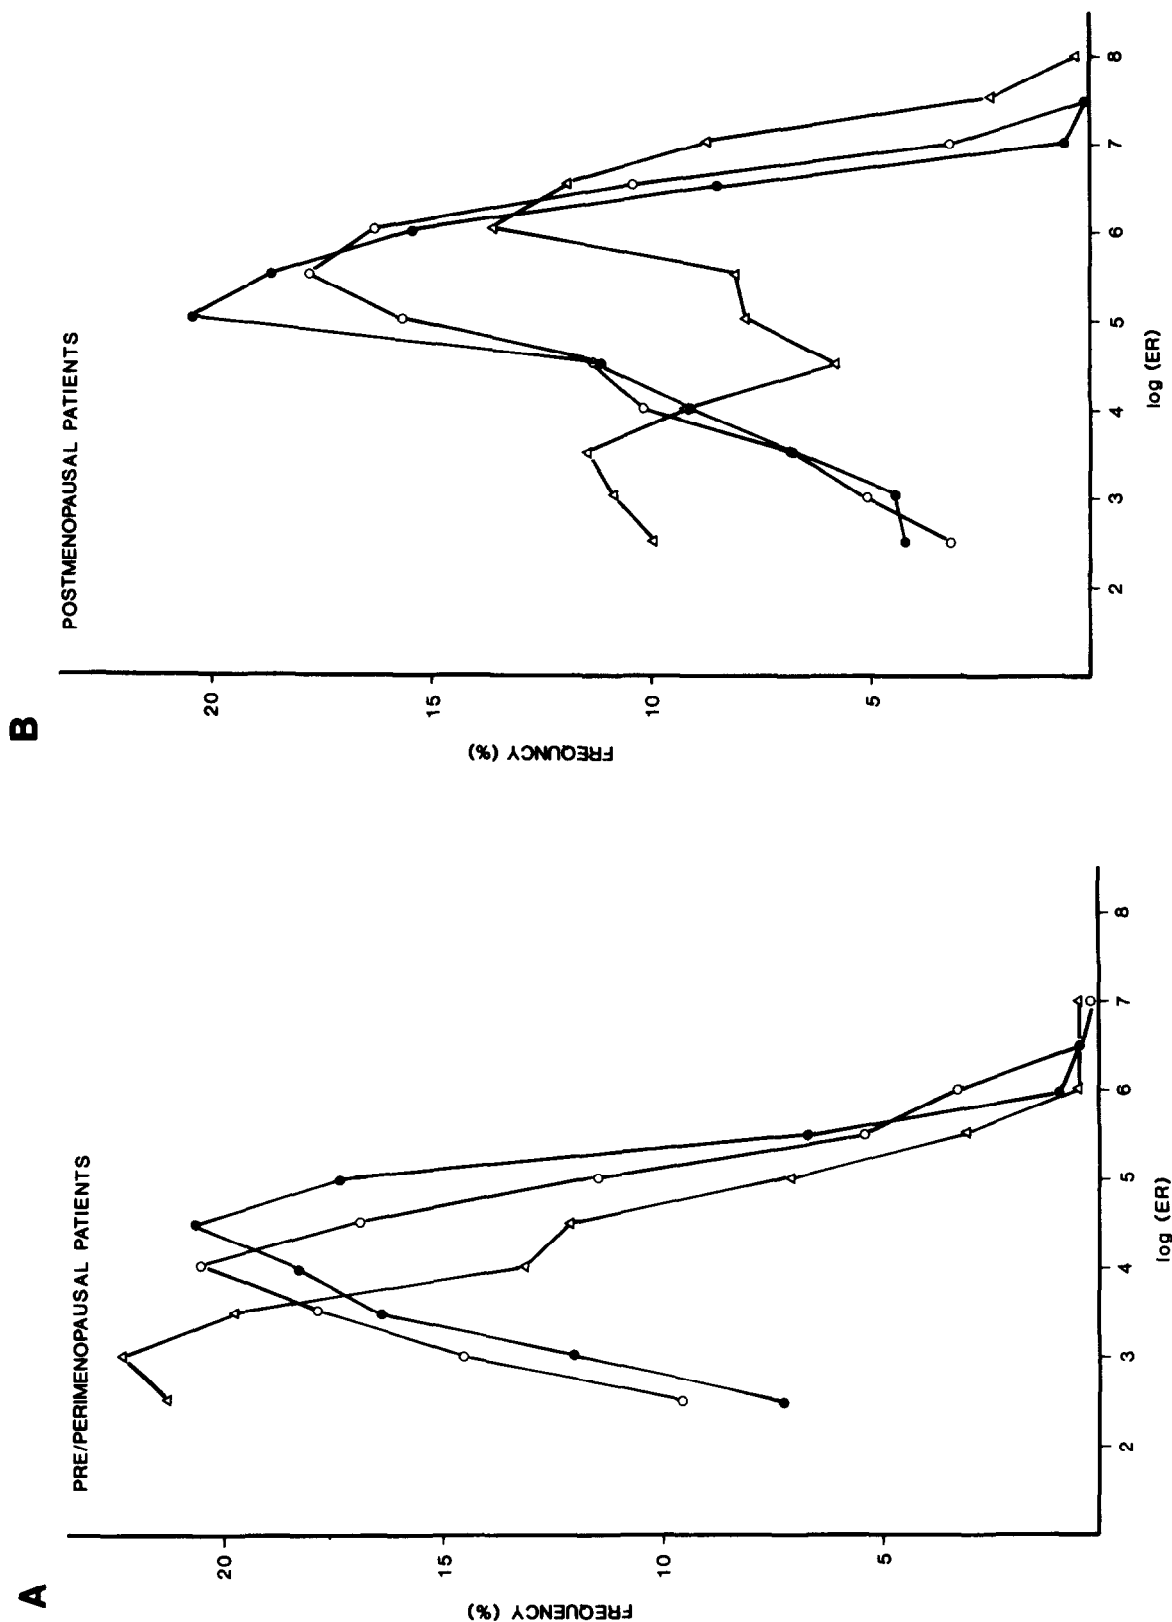 A
PRE/PERIMENOPAUSAL PATIENTS
FREQUENCY (%)
20
15
10
5
2 3 4 5 6 7 8
log (ER)
B
POSTMENOPAUSAL PATIENTS
FREQUNCY (%)
20
15
10
5
2 3 4 5 6 7 8
log (ER)